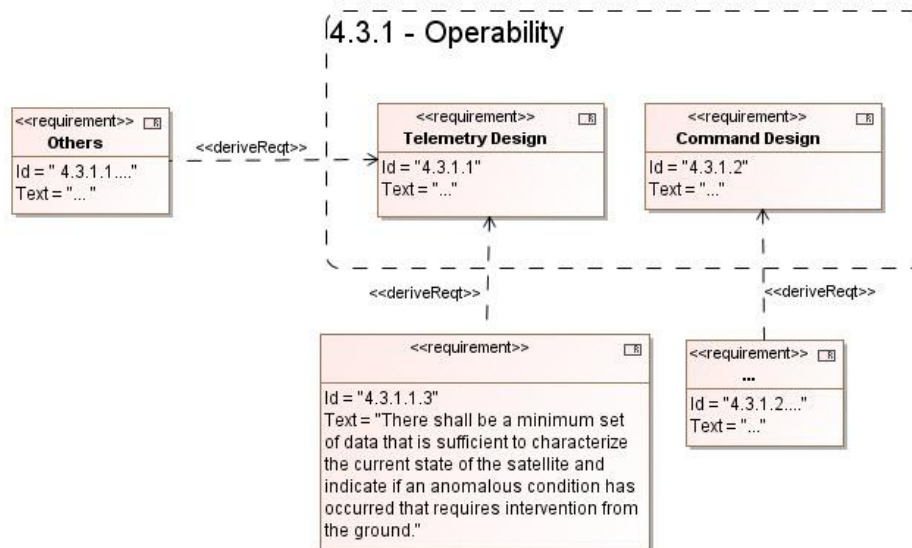 4.3.1 - Operability
<<requirement>>
Others
Id = " 4.3.1.1...."
Text = "..."
<<deriveReqt>>
<<requirement>>
Telemetry Design
Id = "4.3.1.1"
Text = "..."
<<requirement>>
Command Design
Id = "4.3.1.2"
Text = "..."
<<deriveReqt>>
<<deriveReqt>>
<<requirement>>
Id = "4.3.1.1.3"
Text = "There shall be a minimum set
of data that is sufficient to characterize
the current state of the satellite and
indicate if an anomalous condition has
occurred that requires intervention from
the ground."
<<requirement>>
...
Id = "4.3.1.2...."
Text = "..."